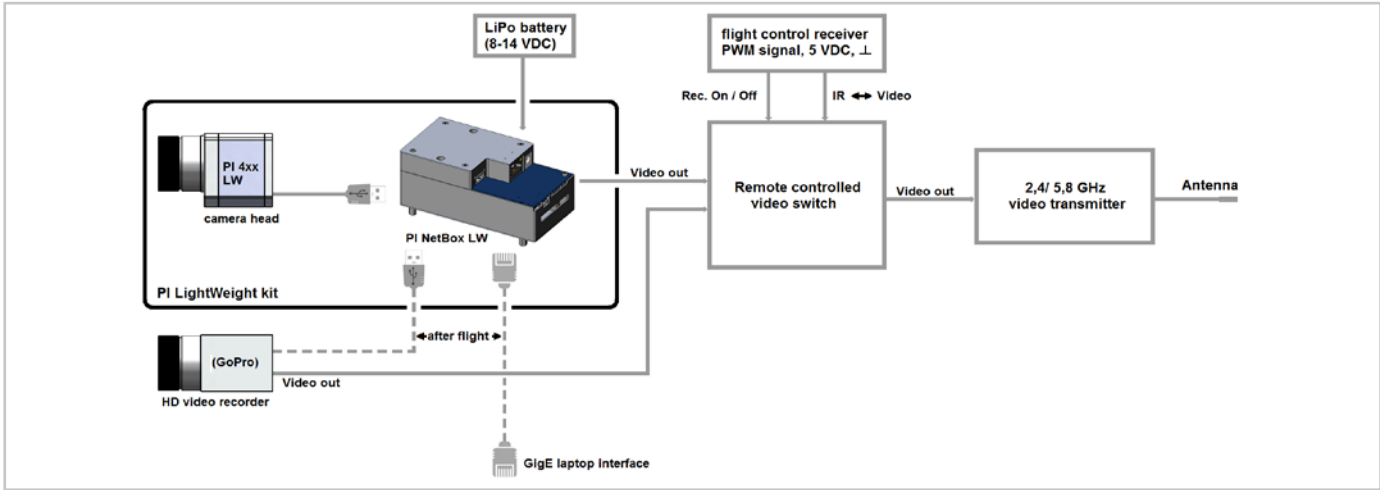 LiPo battery
(8-14 VDC)
flight control receiver
PWM signal, 5 VDC, ⊥
Rec. On / Off
IR ↔ Video
PI 4xx
LW
camera head
PI NetBox LW
PI LightWeight kit
Video out
Remote controlled
video switch
Video out
2,4/ 5,8 GHz
video transmitter
Antenna
after flight
(GoPro)
Video out
HD video recorder
GigE laptop interface